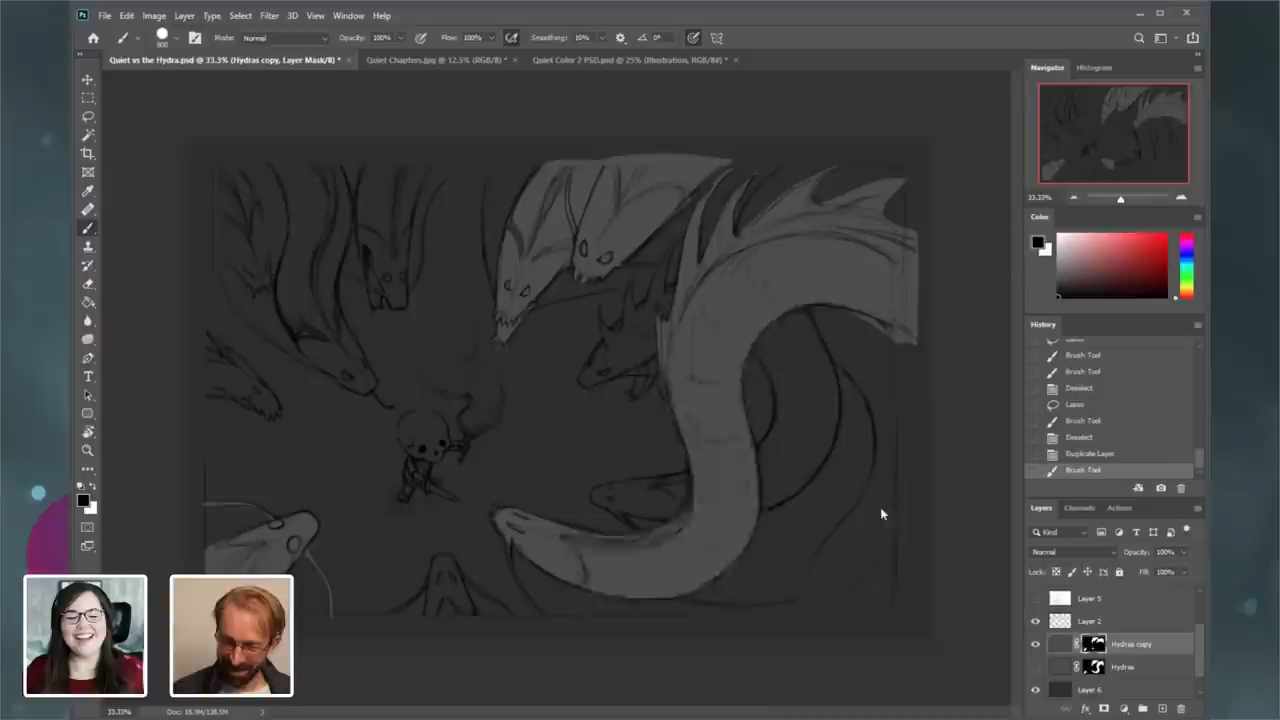 Ps File Edit Image Layer Type Select Filter 3D View Window Help
800 Mode: Normal Opacity: 100% Flow: 100% Smoothing: 10% 0°
Quiet vs the Hydra.psd @ 33.3% (Hydras copy, Layer Mask/8) * × Quiet Chapters.jpg @ 12.5% (RGB/8) * × Quiet Color 2 PSD.psd @ 25% (Illustration, RGB/8#) * ×
Navigator Histogram
33.33%
Color
History
Lasso
Brush Tool
Brush Tool
Deselect
Lasso
Brush Tool
Deselect
Duplicate Layer
Brush Tool
Layers Channels Actions
Kind
Normal Opacity: 100%
Lock: Fill: 100%
Layer 5
Layer 2
Hydras copy
Hydras
Layer 6
33.33%